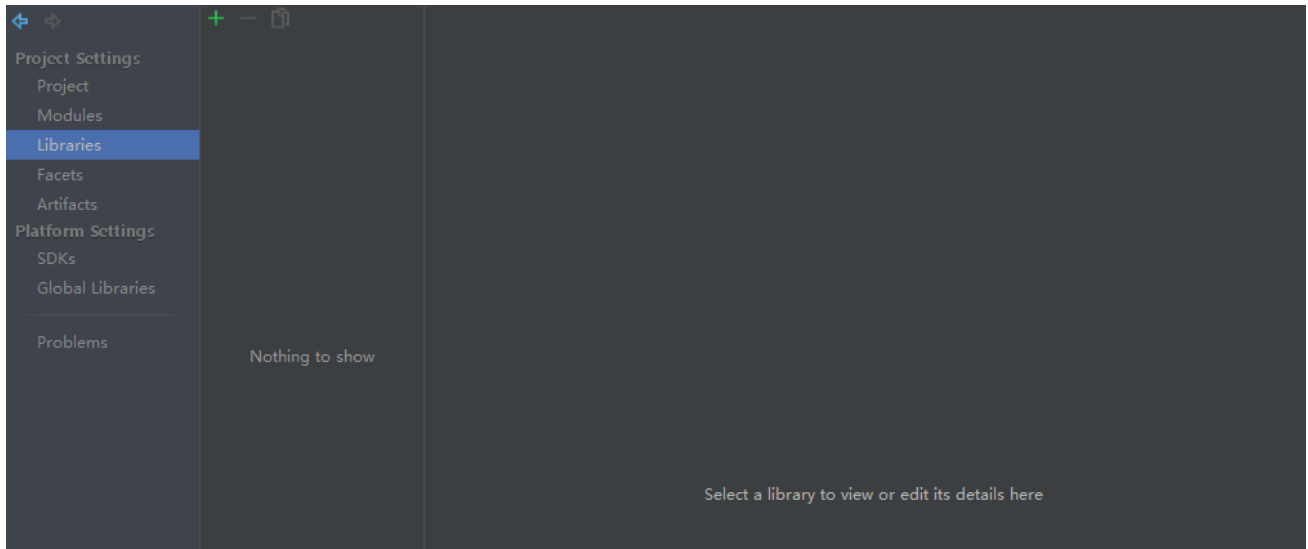 Project Settings
Project
Modules
Libraries
Facets
Artifacts
Platform Settings
SDKs
Global Libraries
Problems
Nothing to show
Select a library to view or edit its details here